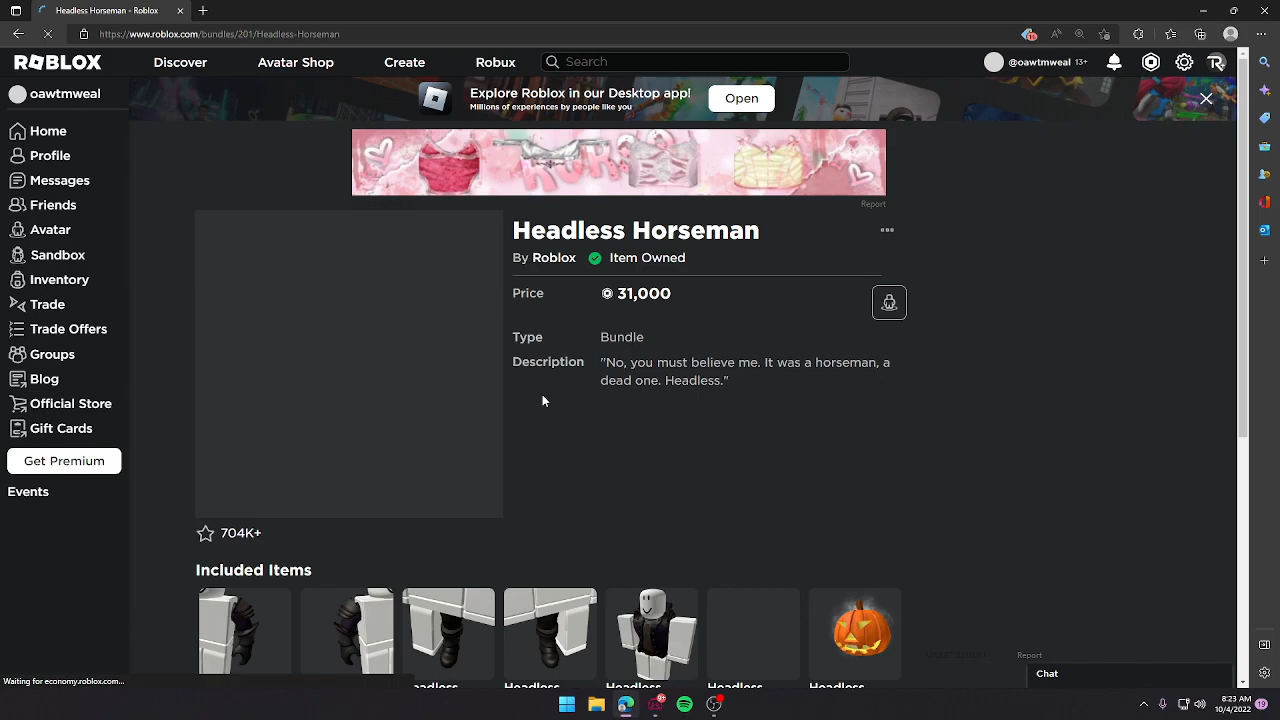 Headless Horseman - Roblox
https://www.roblox.com/bundles/201/Headless-Horseman
ROBLOX
Discover
Avatar Shop
Create
Robux
Search
@oawtmweal 13+
oawtmweal
Explore Roblox in our Desktop app!
Millions of experiences by people like you
Open
Home
Profile
Messages
Friends
Avatar
Sandbox
Inventory
Trade
Trade Offers
Groups
Blog
Official Store
Gift Cards
Get Premium
Events
Report
Headless Horseman
By Roblox Item Owned
Price 31,000
Type Bundle
Description "No, you must believe me. It was a horseman, a
dead one. Headless."
704K+
Included Items
Headless
Headless
Headless
Headless
Report
Chat
Waiting for economy.roblox.com...
8:23 AM
10/4/2022